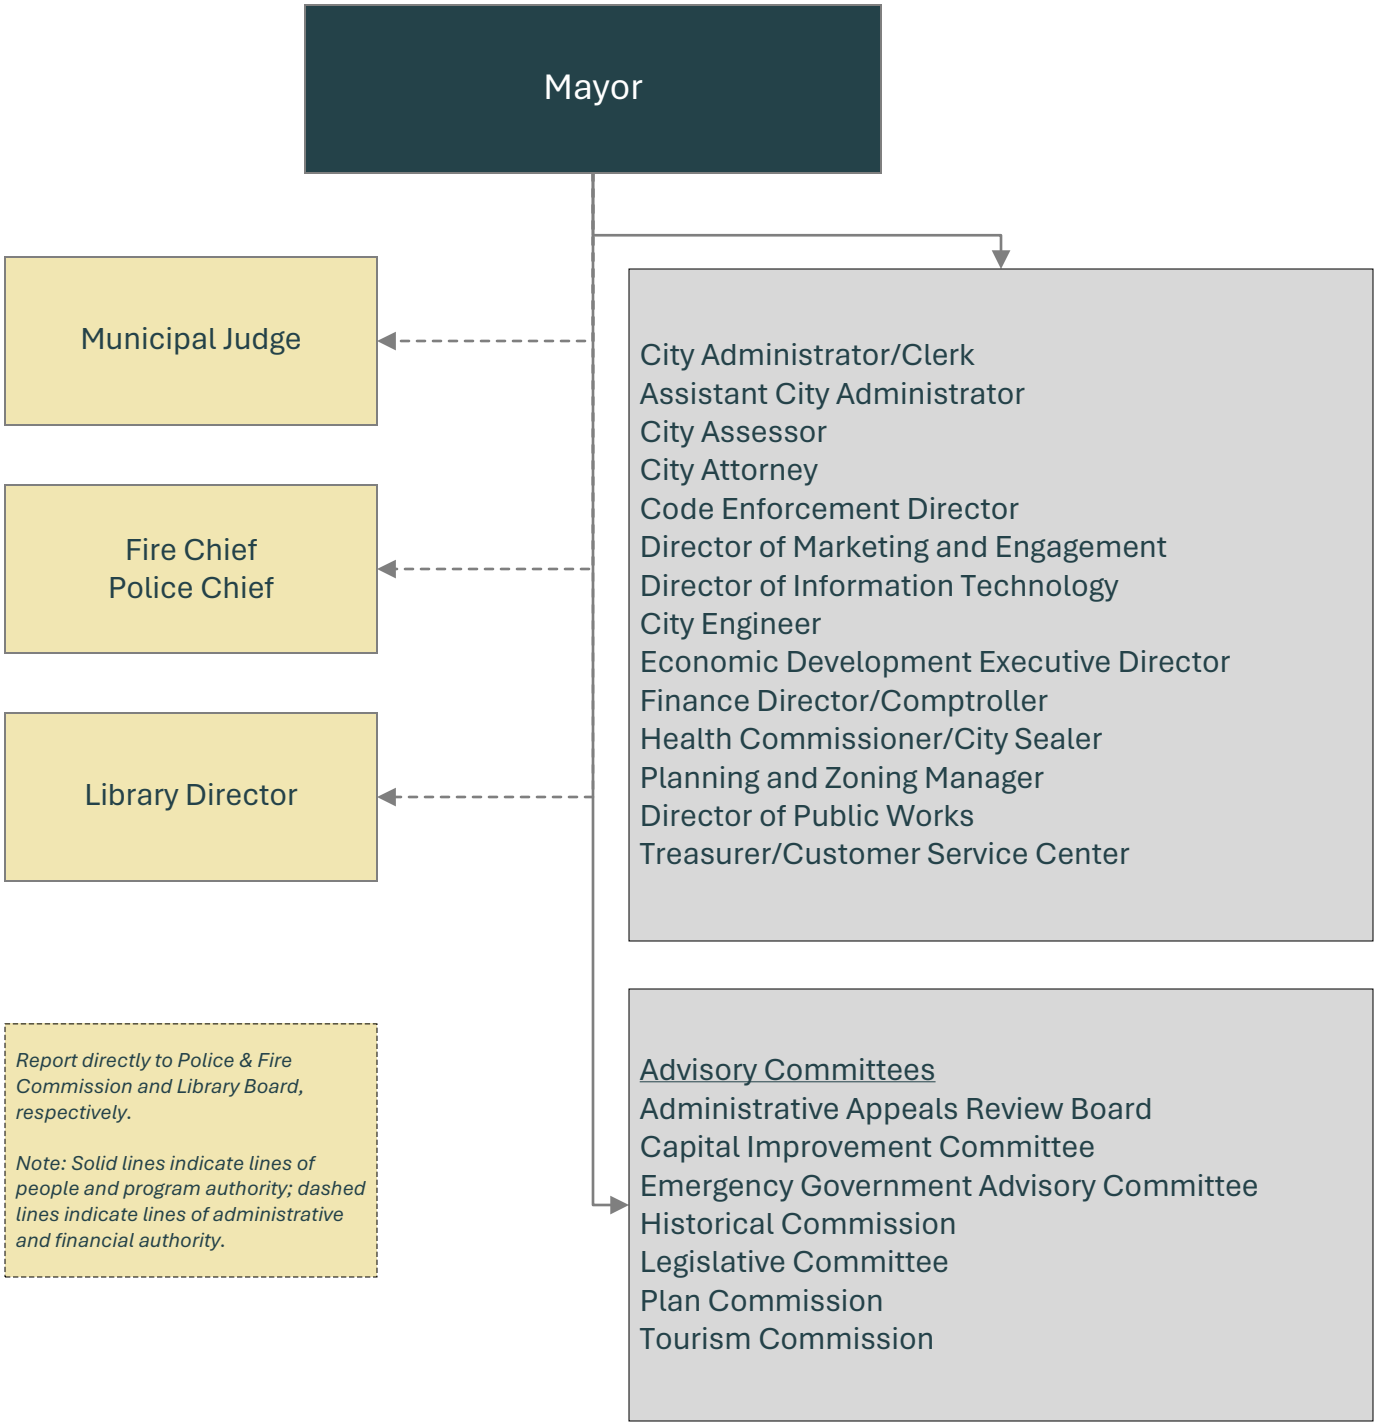 Mayor
Municipal Judge
Fire Chief
Police Chief
Library Director
Report directly to Police & Fire
Commission and Library Board,
respectively.
Note: Solid lines indicate lines of
people and program authority; dashed
lines indicate lines of administrative
and financial authority.
City Administrator/Clerk
Assistant City Administrator
City Assessor
City Attorney
Code Enforcement Director
Director of Marketing and Engagement
Director of Information Technology
City Engineer
Economic Development Executive Director
Finance Director/Comptroller
Health Commissioner/City Sealer
Planning and Zoning Manager
Director of Public Works
Treasurer/Customer Service Center
Advisory Committees
Administrative Appeals Review Board
Capital Improvement Committee
Emergency Government Advisory Committee
Historical Commission
Legislative Committee
Plan Commission
Tourism Commission